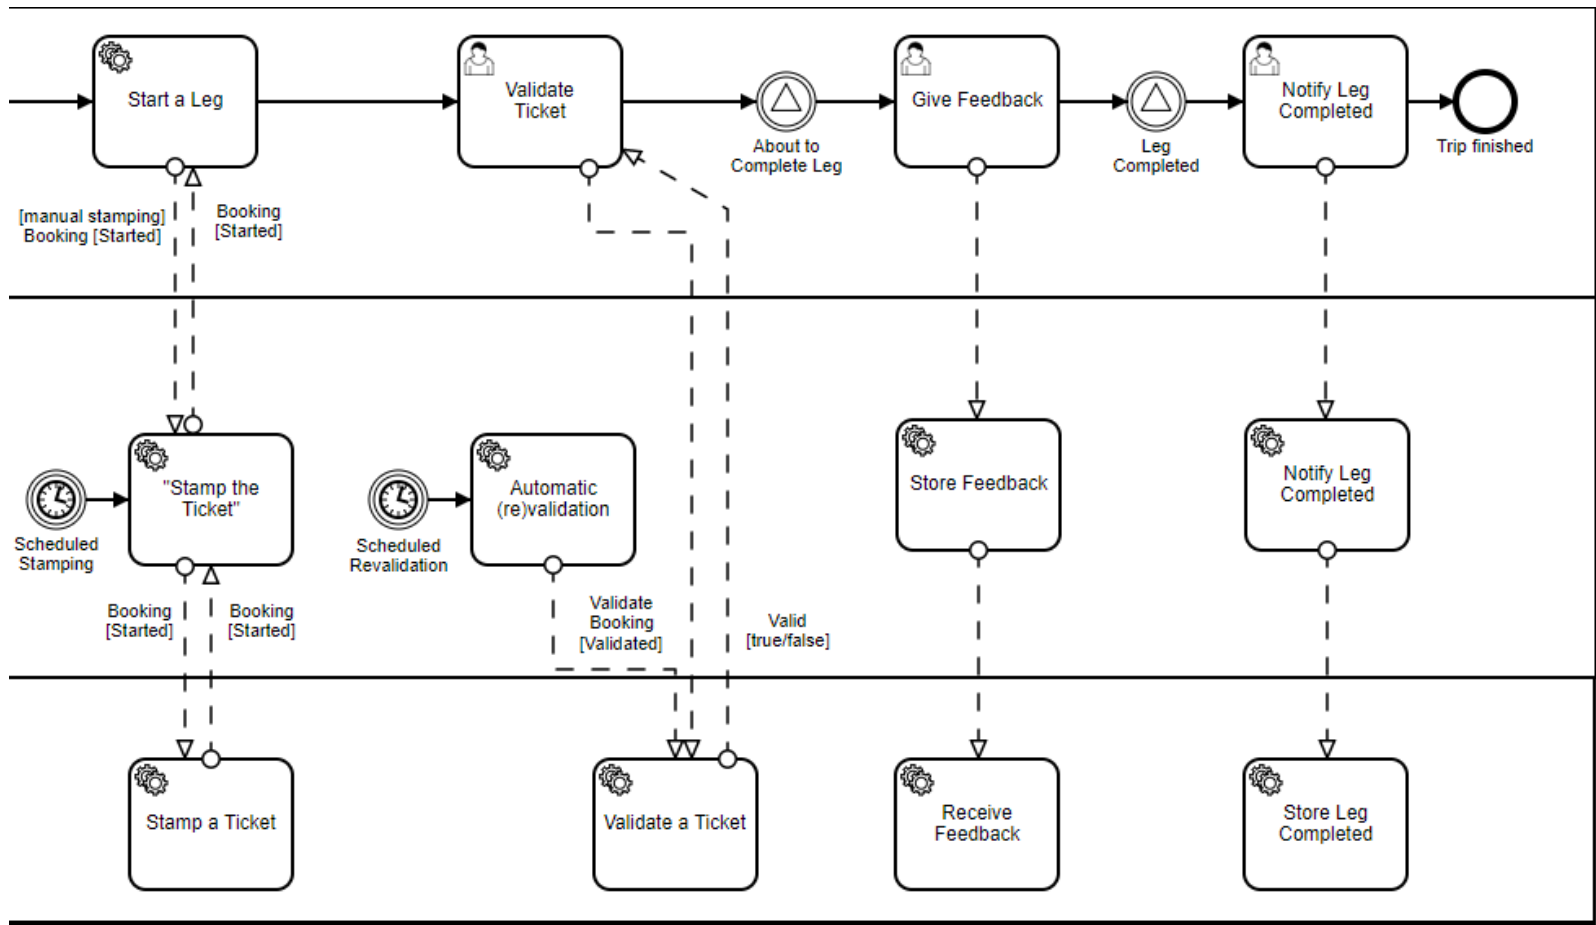 Start a Leg
Validate
Ticket
About to
Complete Leg
Give Feedback
Leg
Completed
Notify Leg
Completed
Trip finished
[manual stamping]
Booking [Started]
Booking
[Started]
Scheduled
Stamping
"Stamp the
Ticket"
Scheduled
Revalidation
Automatic
(re)validation
Store Feedback
Notify Leg
Completed
Booking
[Started]
Booking
[Started]
Validate
Booking
[Validated]
Valid
[true/false]
Stamp a Ticket
Validate a Ticket
Receive
Feedback
Store Leg
Completed